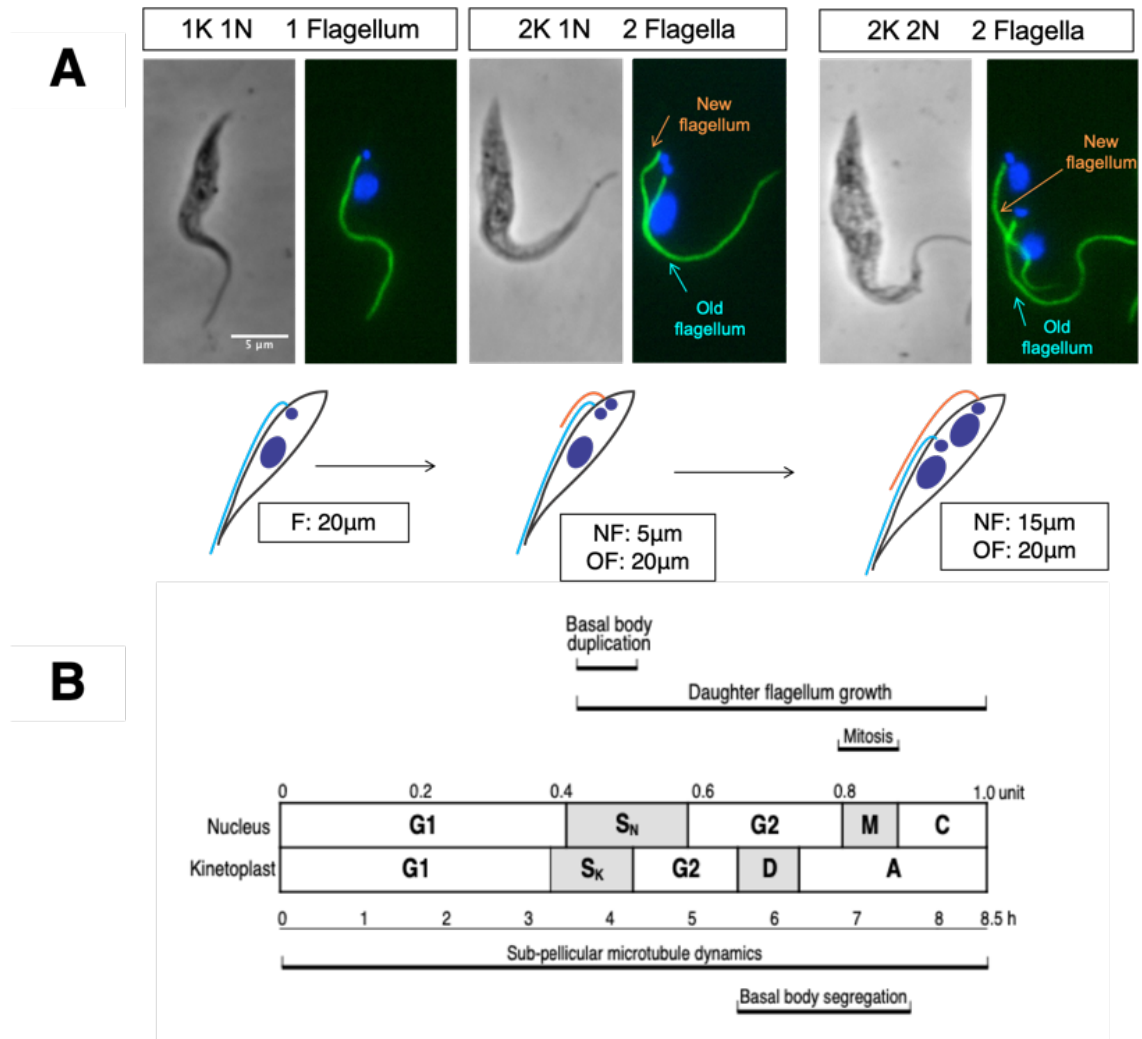 A
1K 1N 1 Flagellum
2K 1N 2 Flagella
2K 2N 2 Flagella
5 µm
New
flagellum
Old
flagellum
New
flagellum
Old
flagellum
F: 20µm
NF: 5µm
OF: 20µm
NF: 15µm
OF: 20µm
B
Basal body
duplication
Daughter flagellum growth
Mitosis
0 0.2 0.4 0.6 0.8 1.0 unit
Nucleus G1 SN G2 M C
Kinetoplast G1 SK G2 D A
0 1 2 3 4 5 6 7 8 8.5 h
Sub-pellicular microtubule dynamics
Basal body segregation